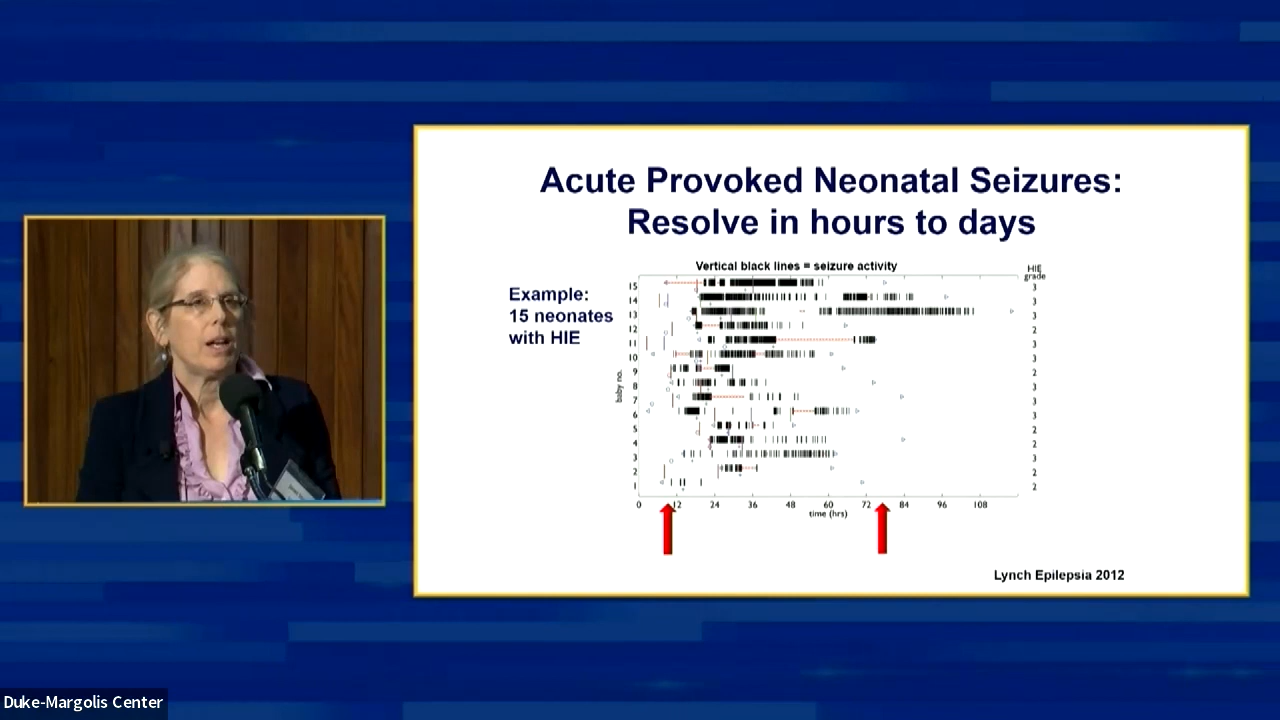 Acute Provoked Neonatal Seizures:
Resolve in hours to days
Vertical black lines = seizure activity
HIE
grade
Example:
15 neonates
with HIE
baby no.
15 3
14 3
13 3
12 2
11 3
10 3
9 2
8 3
7 3
6 3
5 2
4 2
3 3
2 2
1 2
0 12 24 36 48 60 72 84 96 108
time (hrs)
Lynch Epilepsia 2012
Duke-Margolis Center